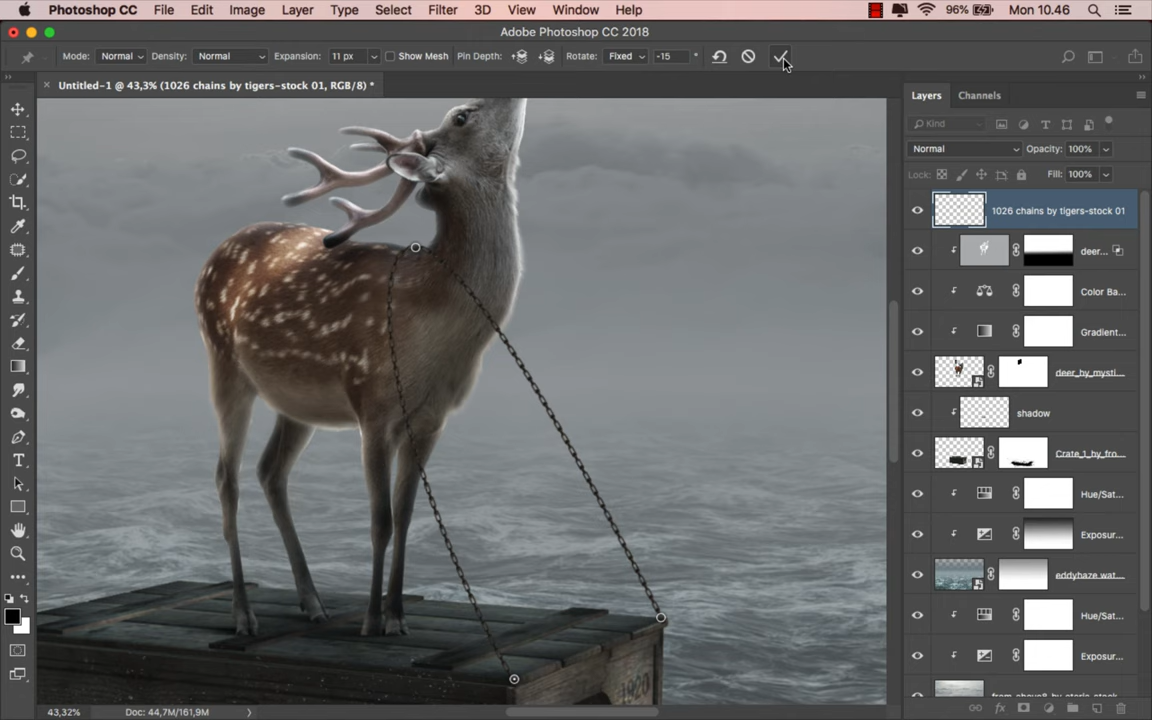 Photoshop CC File Edit Image Layer Type Select Filter 3D View Window Help 96% Mon 10.46
Adobe Photoshop CC 2018
Mode: Normal Density: Normal Expansion: 11 px Show Mesh Pin Depth: Rotate: Fixed -15 °
× Untitled-1 @ 43,3% (1026 chains by tigers-stock 01, RGB/8) *
Layers Channels
Kind
Normal Opacity: 100%
Lock: Fill: 100%
1026 chains by tigers-stock 01
deer...
Color Ba...
Gradient...
deer_by_mysti...
shadow
Crate_1_by_fro...
Hue/Sat...
Exposur...
eddyhaze wat...
Hue/Sat...
Exposur...
1920
43,32% Doc: 44,7M/161,9M